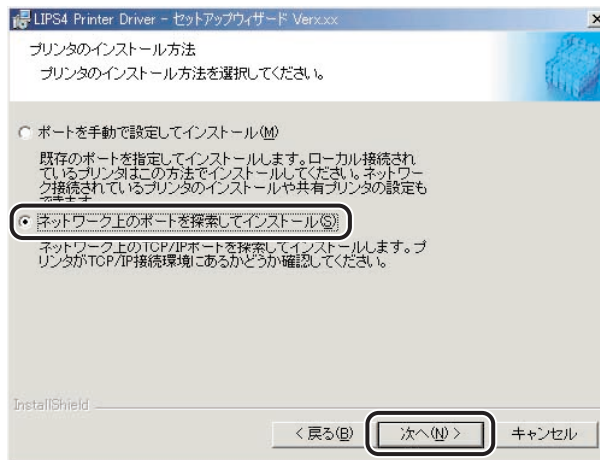 LIPS4 Printer Driver - セットアップウィザード Verx.xx
プリンタのインストール方法
プリンタのインストール方法を選択してください。
ポートを手動で設定してインストール(M)
既存のポートを指定してインストールします。ローカル接続され
ているプリンタはこの方法でインストールしてください。ネットワー
ク接続されているプリンタのインストールや共有プリンタの設定も
できます。
ネットワーク上のポートを探索してインストール(S)
ネットワーク上のTCP/IPポートを探索してインストールします。プ
リンタがTCP/IP接続環境にあるかどうか確認してください。
InstallShield
< 戻る(B)
次へ(N) >
キャンセル